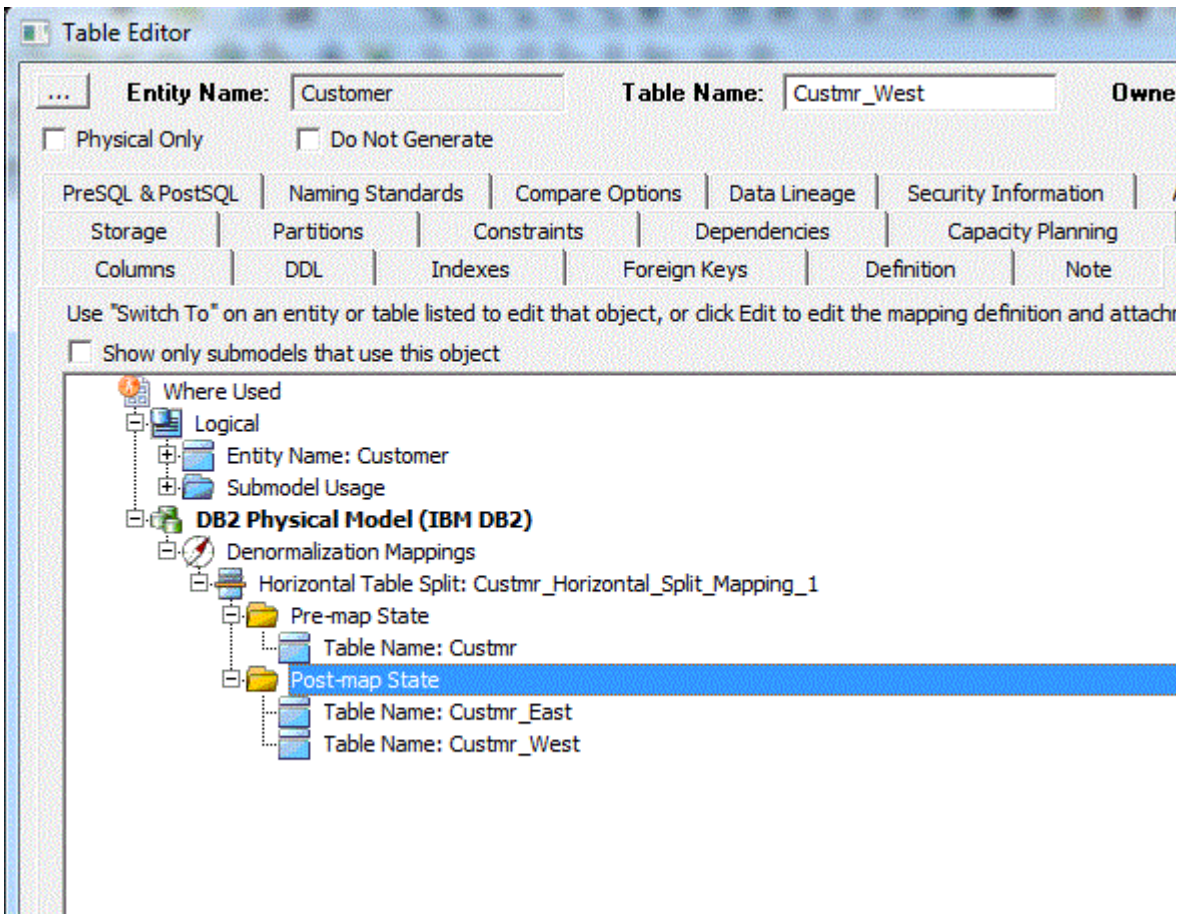 Table Editor
... Entity Name: Customer Table Name: Custmr_West Owne
Physical Only Do Not Generate
PreSQL & PostSQL Naming Standards Compare Options Data Lineage Security Information
Storage Partitions Constraints Dependencies Capacity Planning
Columns DDL Indexes Foreign Keys Definition Note
Use "Switch To" on an entity or table listed to edit that object, or click Edit to edit the mapping definition and attachr
Show only submodels that use this object
Where Used
Logical
Entity Name: Customer
Submodel Usage
DB2 Physical Model (IBM DB2)
Denormalization Mappings
Horizontal Table Split: Custmr_Horizontal_Split_Mapping_1
Pre-map State
Table Name: Custmr
Post-map State
Table Name: Custmr_East
Table Name: Custmr_West